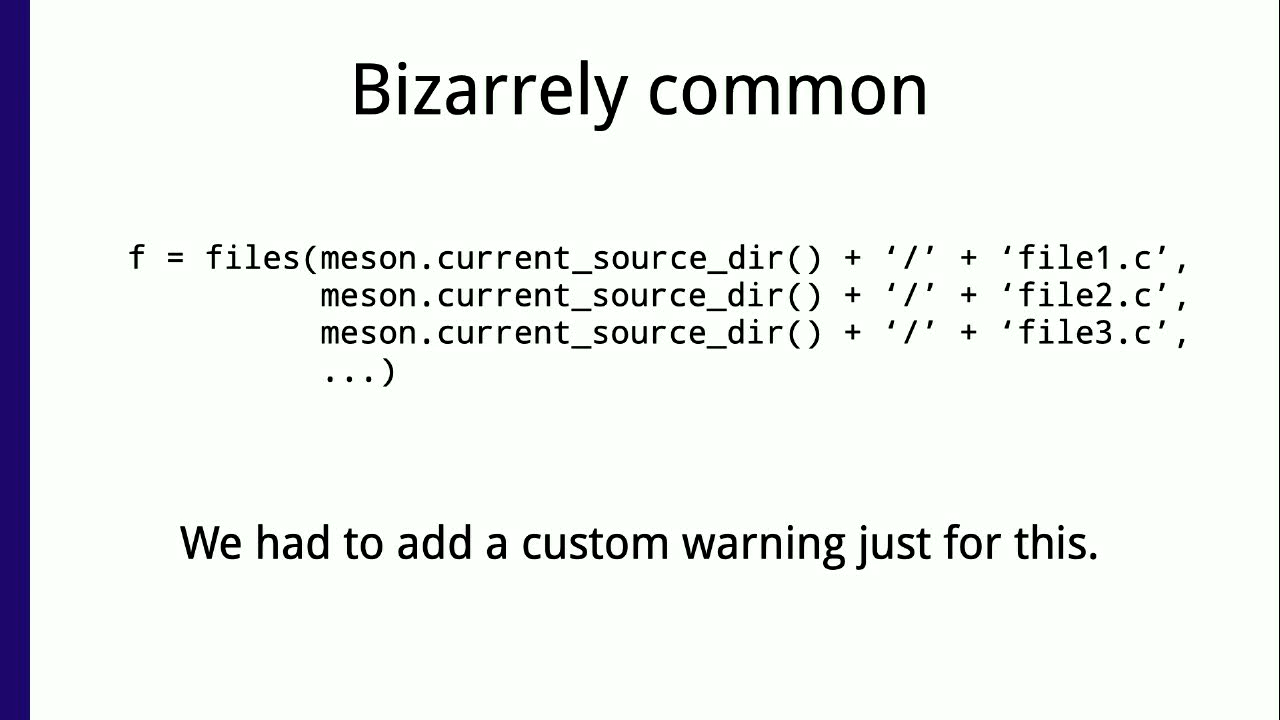 Bizarrely common
f = files(meson.current_source_dir() + ‘/’ + ‘file1.c’,
meson.current_source_dir() + ‘/’ + ‘file2.c’,
meson.current_source_dir() + ‘/’ + ‘file3.c’,
...)
We had to add a custom warning just for this.